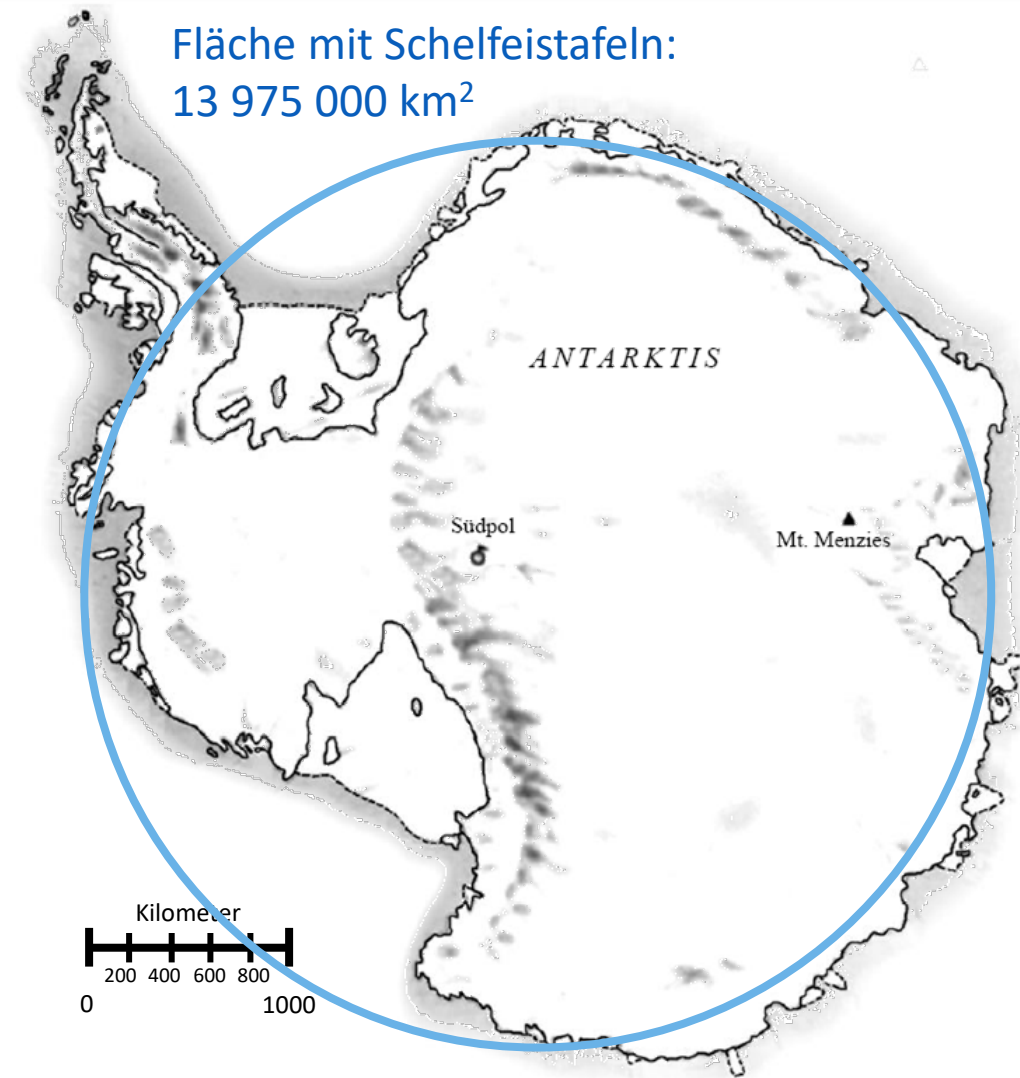 Fläche mit Schelfeistafeln:
13 975 000 km²
ANTARKTIS
Südpol
Mt. Menzies
Kilometer
200 400 600 800
0 1000